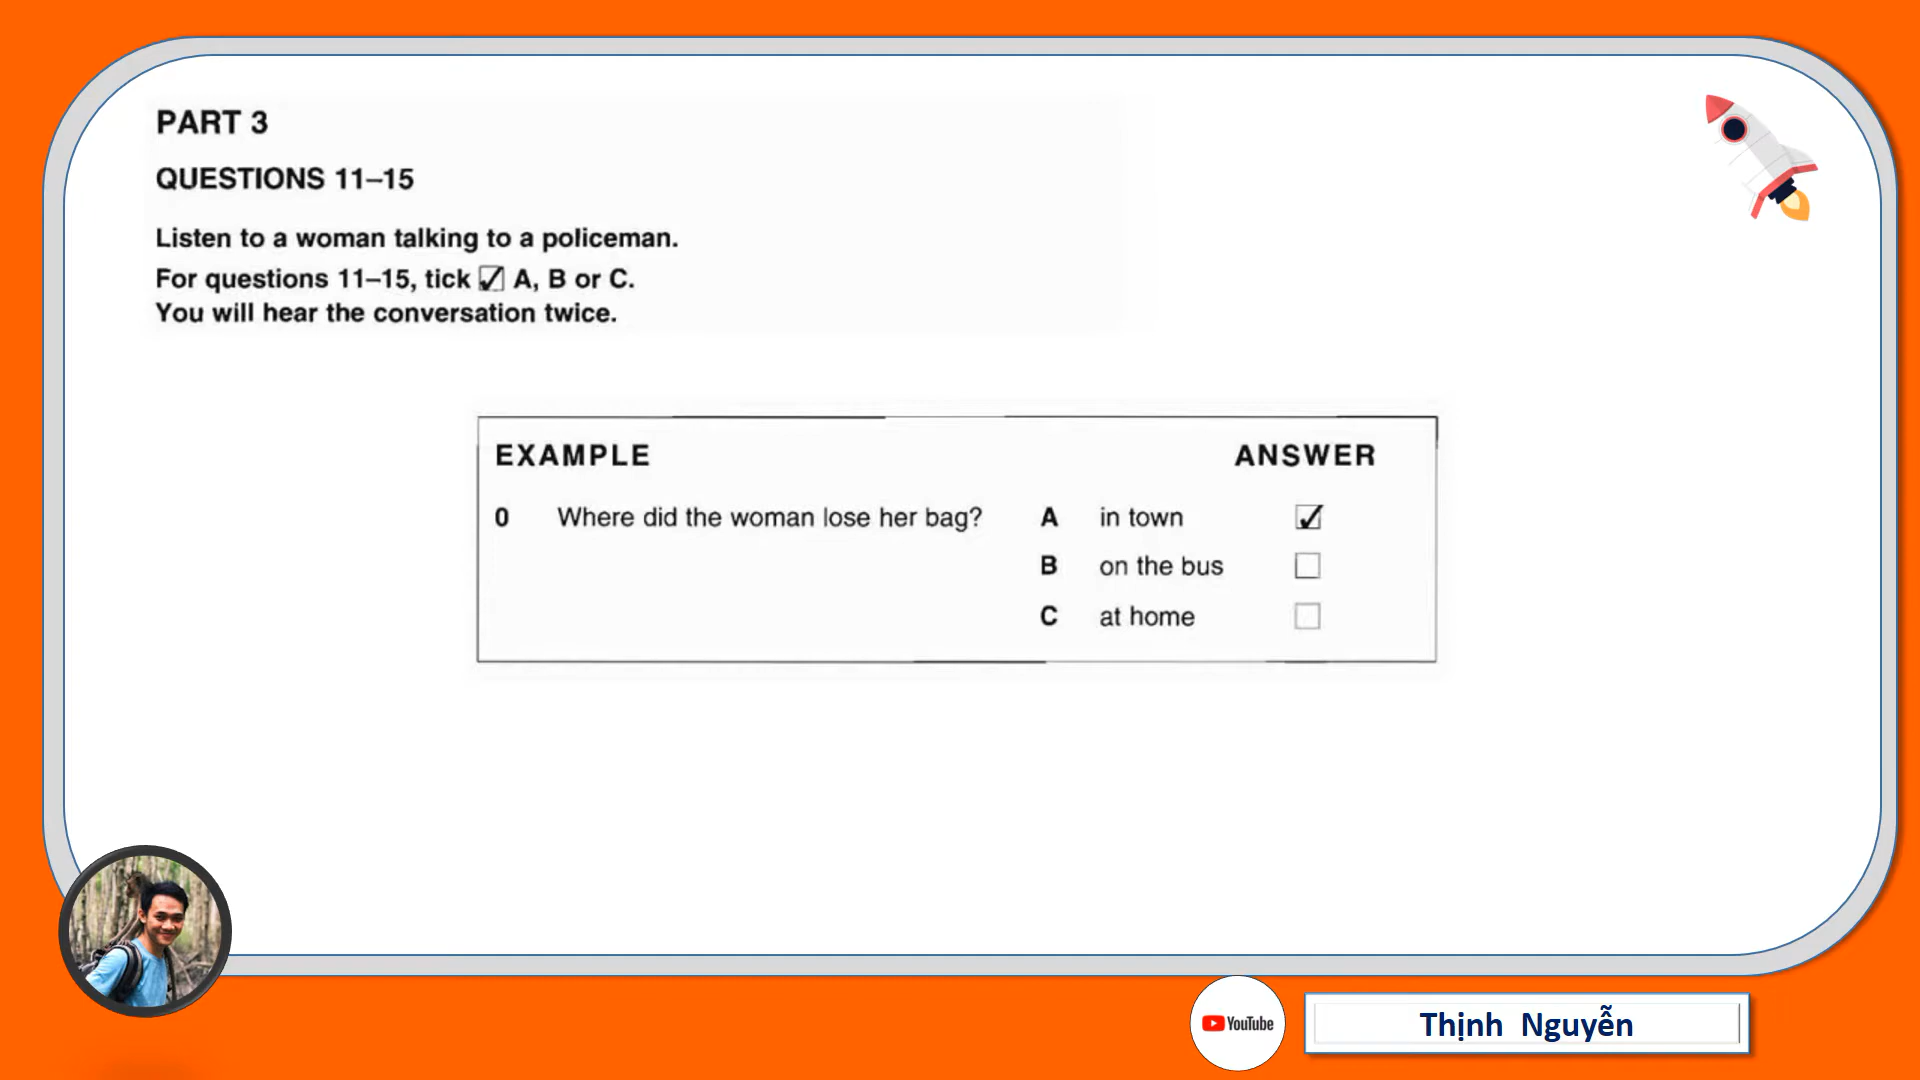 PART 3
QUESTIONS 11–15
Listen to a woman talking to a policeman.
For questions 11–15, tick ☑ A, B or C.
You will hear the conversation twice.
EXAMPLE ANSWER
0 Where did the woman lose her bag? A in town ☑
B on the bus ☐
C at home ☐
YouTube
Thịnh Nguyễn